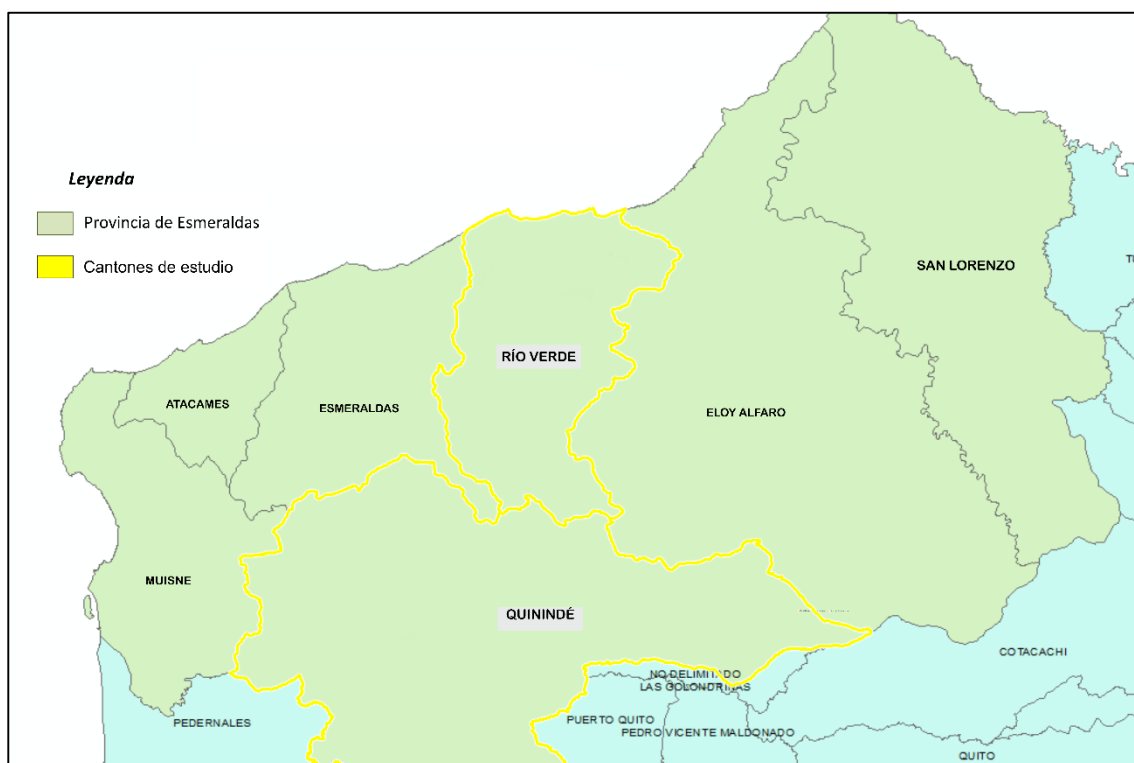 Leyenda
Provincia de Esmeraldas
Cantones de estudio
SAN LORENZO
RÍO VERDE
ATACAMES
ESMERALDAS
ELOY ALFARO
MUISNE
QUININDÉ
COTACACHI
NO DELIMITADO
LAS GOLONDRINAS
PEDERNALES
PUERTO QUITO
PEDRO VICENTE MALDONADO
QUITO